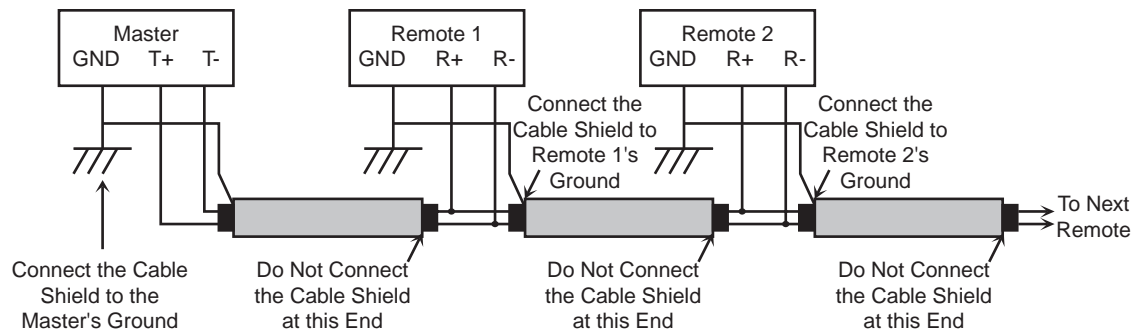 Master
GND T+ T-
Remote 1
GND R+ R-
Remote 2
GND R+ R-
Connect the
Cable Shield to
Remote 1's
Ground
Connect the
Cable Shield to
Remote 2's
Ground
To Next
Remote
Connect the Cable
Shield to the
Master's Ground
Do Not Connect
the Cable Shield
at this End
Do Not Connect
the Cable Shield
at this End
Do Not Connect
the Cable Shield
at this End